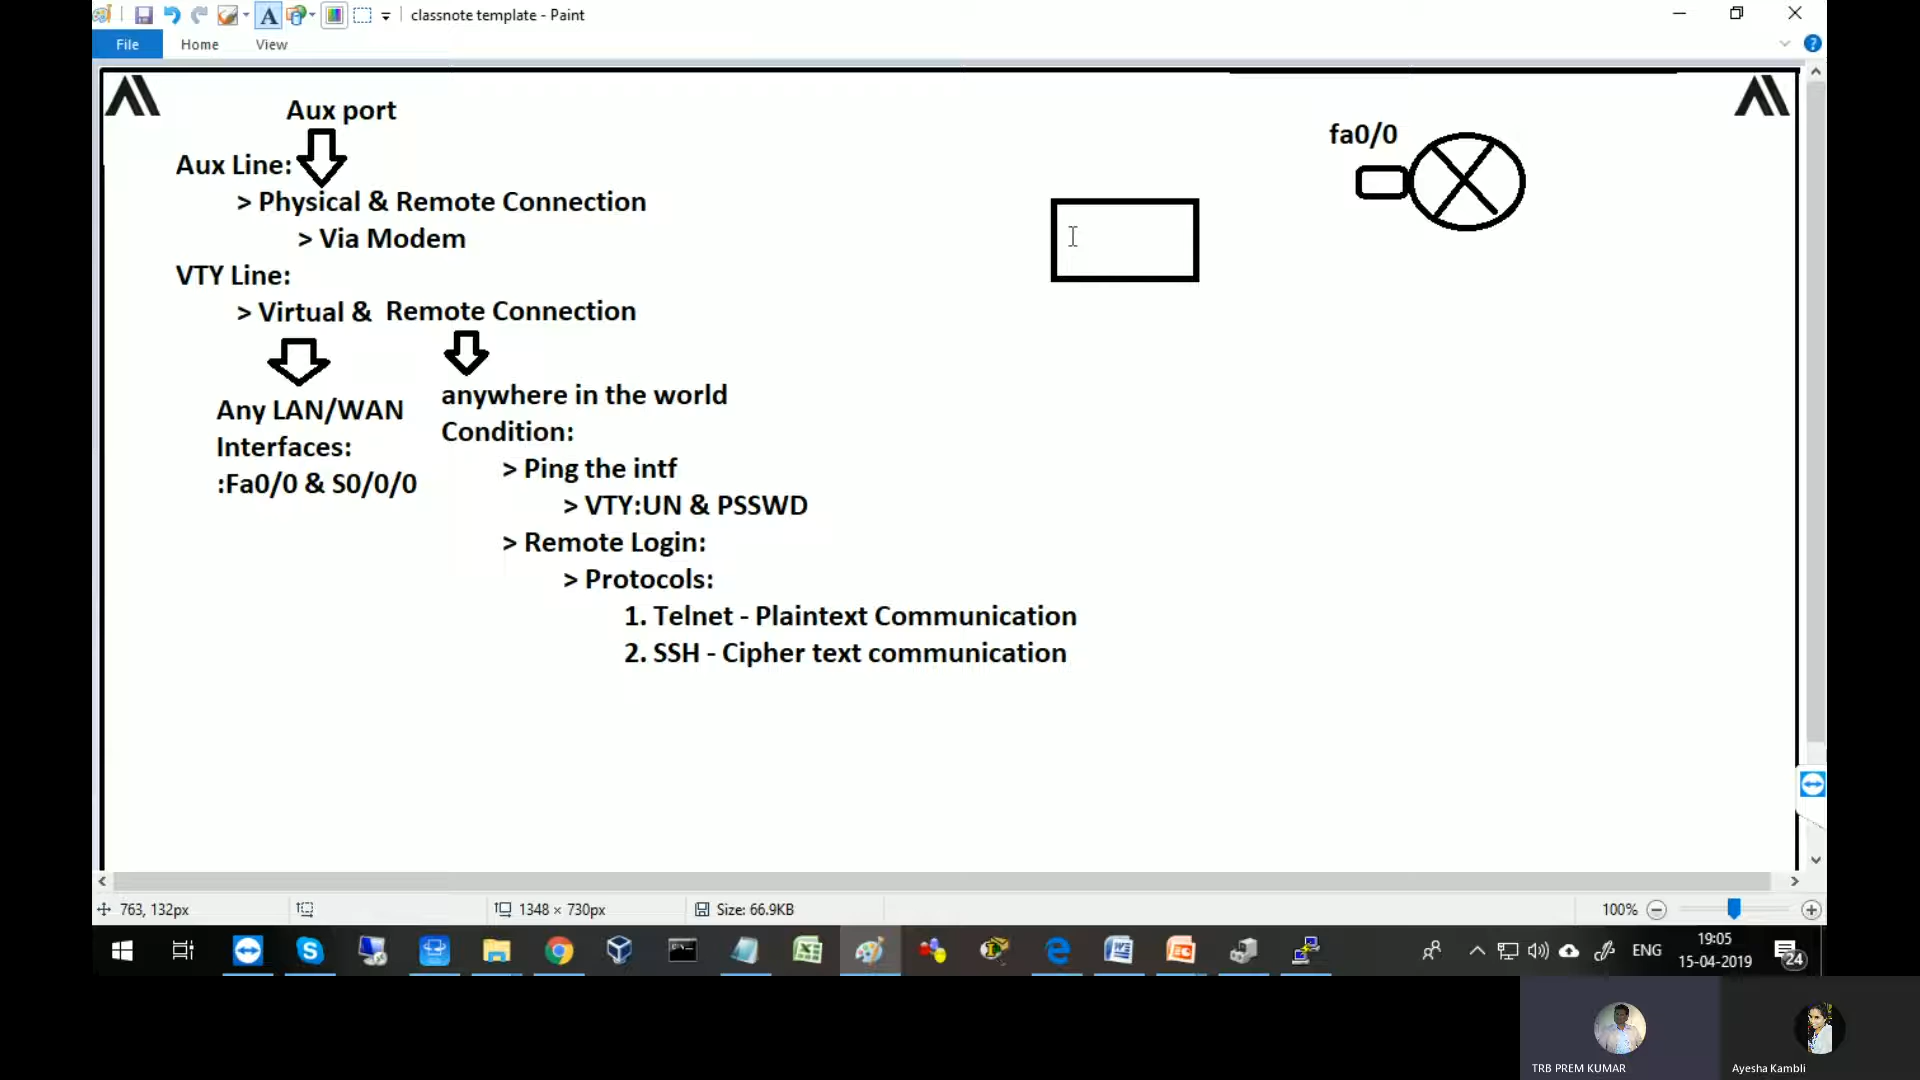 classnote template - Paint
File Home View
Aux port
fa0/0
Aux Line:
> Physical & Remote Connection
> Via Modem
VTY Line:
> Virtual & Remote Connection
Any LAN/WAN
Interfaces:
:Fa0/0 & S0/0/0
anywhere in the world
Condition:
> Ping the intf
> VTY:UN & PSSWD
> Remote Login:
> Protocols:
1. Telnet - Plaintext Communication
2. SSH - Cipher text communication
763, 132px
1348 × 730px
Size: 66.9KB
100%
ENG
19:05
15-04-2019
24
TRB PREM KUMAR
Ayesha Kambli